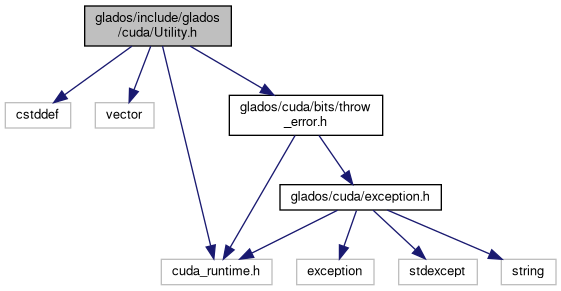 glados/include/glados
/cuda/Utility.h
cstddef
vector
glados/cuda/bits/throw
_error.h
glados/cuda/exception.h
cuda_runtime.h
exception
stdexcept
string